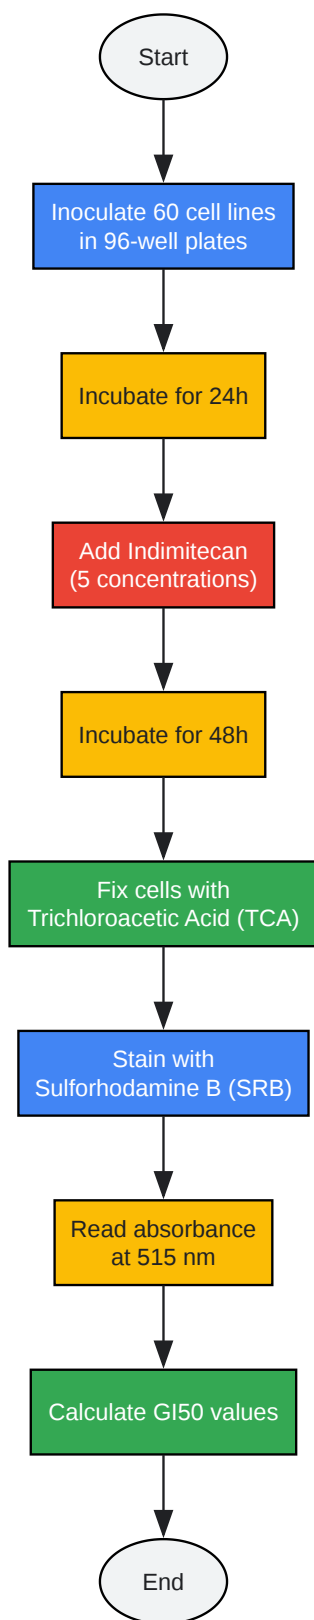 Start
Inoculate 60 cell lines
in 96-well plates
Incubate for 24h
Add Indimitecan
(5 concentrations)
Incubate for 48h
Fix cells with
Trichloroacetic Acid (TCA)
Stain with
Sulforhodamine B (SRB)
Read absorbance
at 515 nm
Calculate GI50 values
End